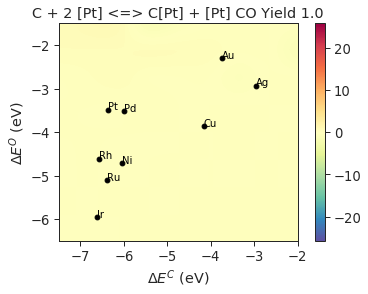 C + 2 [Pt] <=> C[Pt] + [Pt] CO Yield 1.0
−2
−3
−4
−5
−6
ΔE^O (eV)
Au
Ag
Pt
Pd
Cu
Rh
Ni
Ru
Ir
20
10
0
−10
−20
−7 −6 −5 −4 −3 −2
ΔE^C (eV)